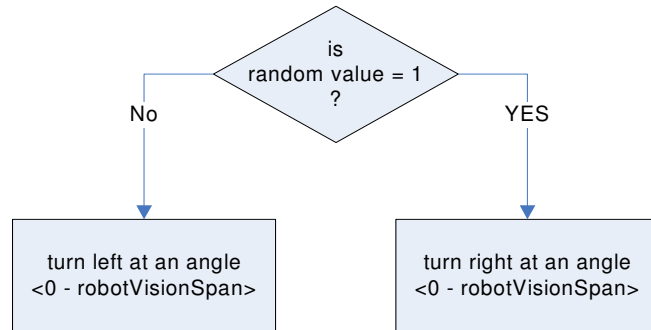 is
random value = 1
?
No
YES
turn left at an angle
<0 - robotVisionSpan>
turn right at an angle
<0 - robotVisionSpan>